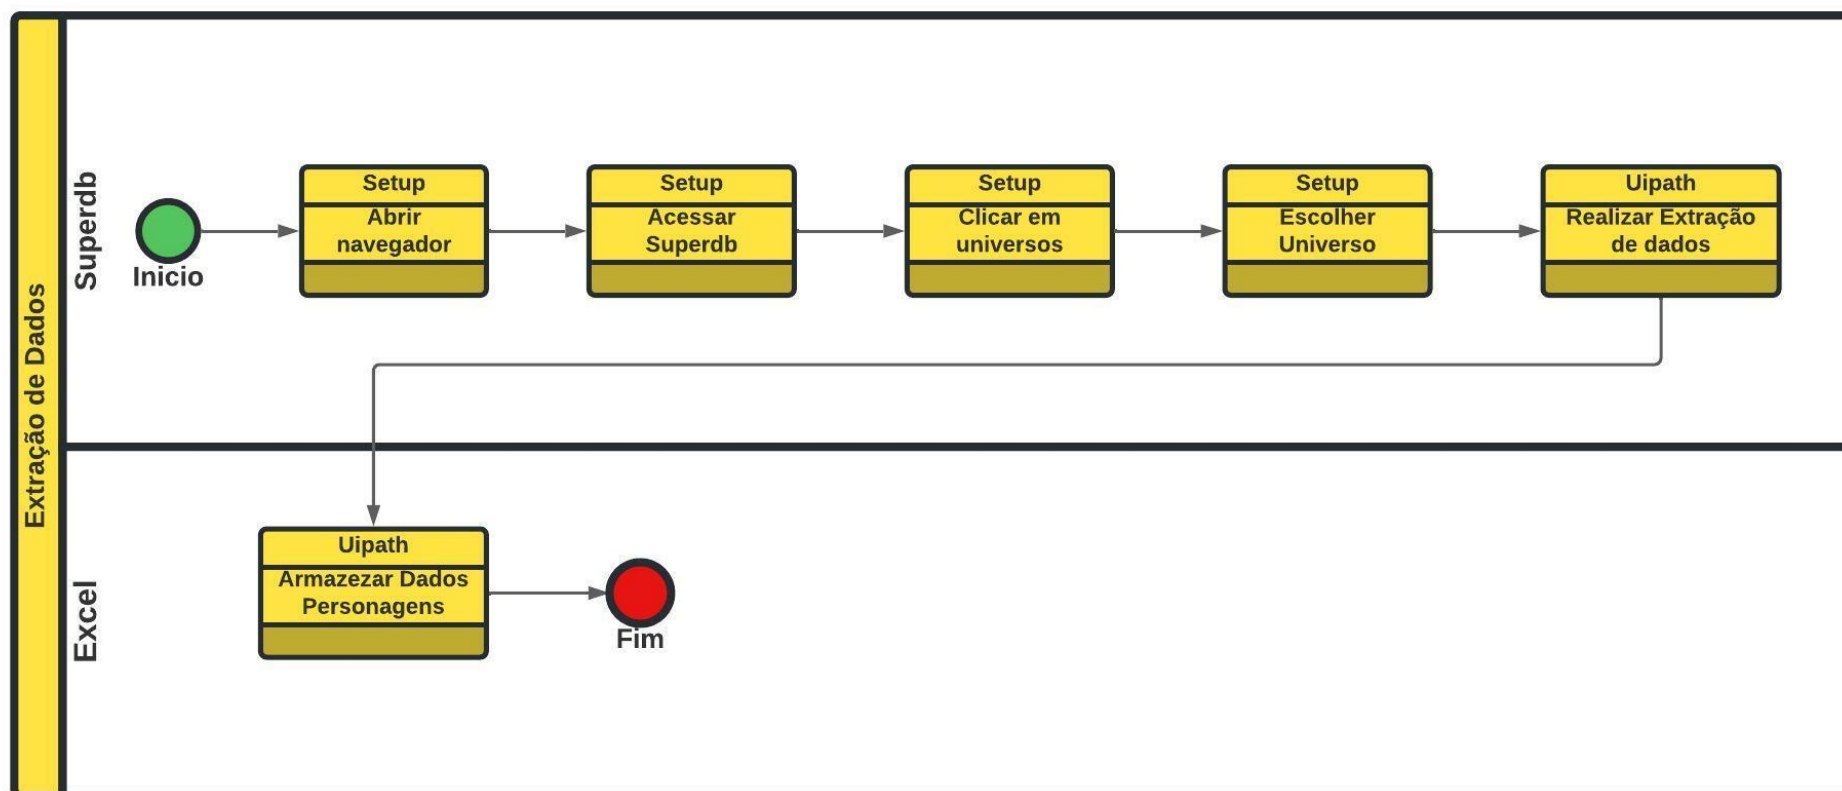 Extração de Dados
Superdb
Inicio
Setup
Abrir
navegador
Setup
Acessar
Superdb
Setup
Clicar em
universos
Setup
Escolher
Universo
Uipath
Realizar Extração
de dados
Excel
Uipath
Armazezar Dados
Personagens
Fim